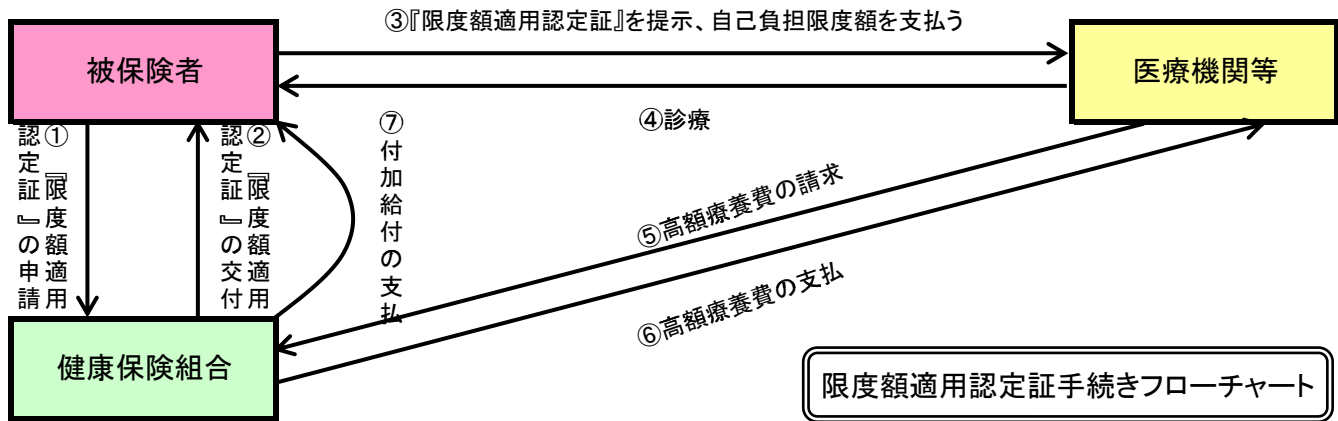 ③『限度額適用認定証』を提示、自己負担限度額を支払う
被保険者
医療機関等
④診療
①『限度額適用
認定証』の申請
②『限度額適用
認定証』の交付
⑦付加給付の支払
⑤高額療養費の請求
⑥高額療養費の支払
健康保険組合
限度額適用認定証手続きフローチャート